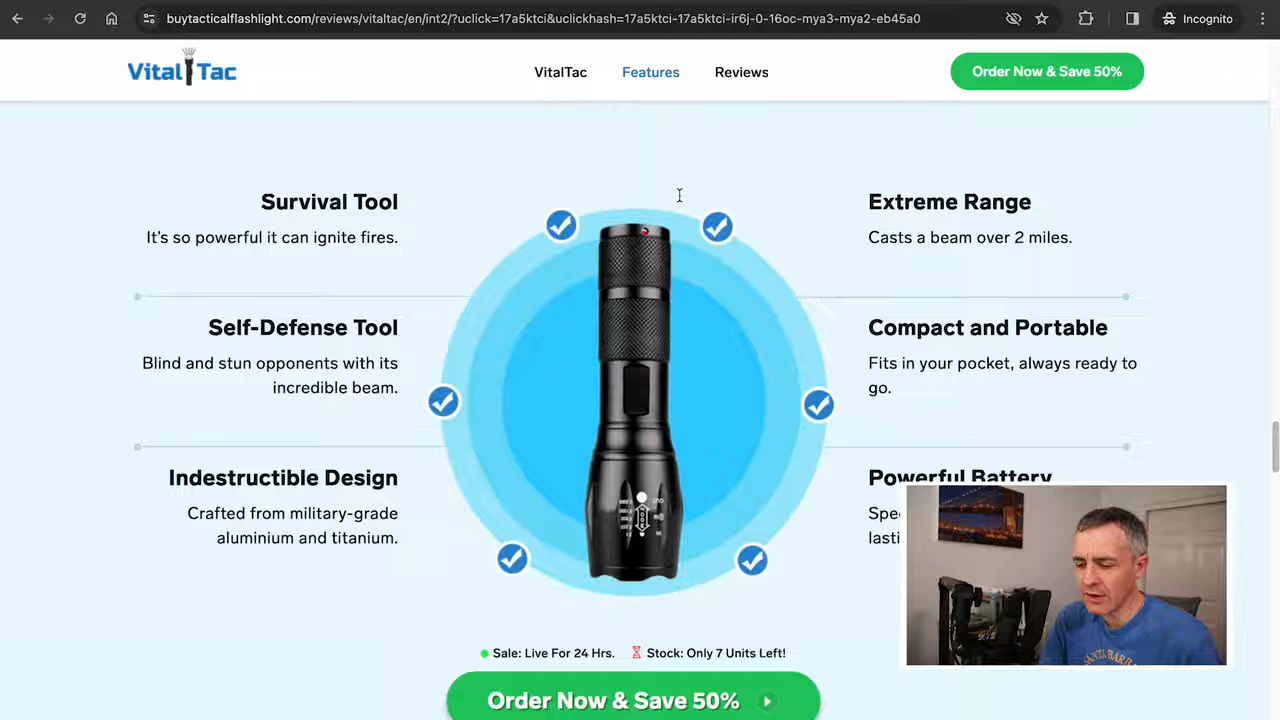 buytacticalflashlight.com/reviews/vitaltac/en/int2/?uclick=17a5ktci&uclickhash=17a5ktci-17a5ktci-ir6j-0-16oc-mya3-mya2-eb45a0
Incognito
Vital Tac
VitalTac
Features
Reviews
Order Now & Save 50%
Survival Tool
It's so powerful it can ignite fires.
Self-Defense Tool
Blind and stun opponents with its
incredible beam.
Indestructible Design
Crafted from military-grade
aluminium and titanium.
Extreme Range
Casts a beam over 2 miles.
Compact and Portable
Fits in your pocket, always ready to
go.
Powerful Battery
Sale: Live For 24 Hrs.
Stock: Only 7 Units Left!
Order Now & Save 50%
SANTA BARBARA